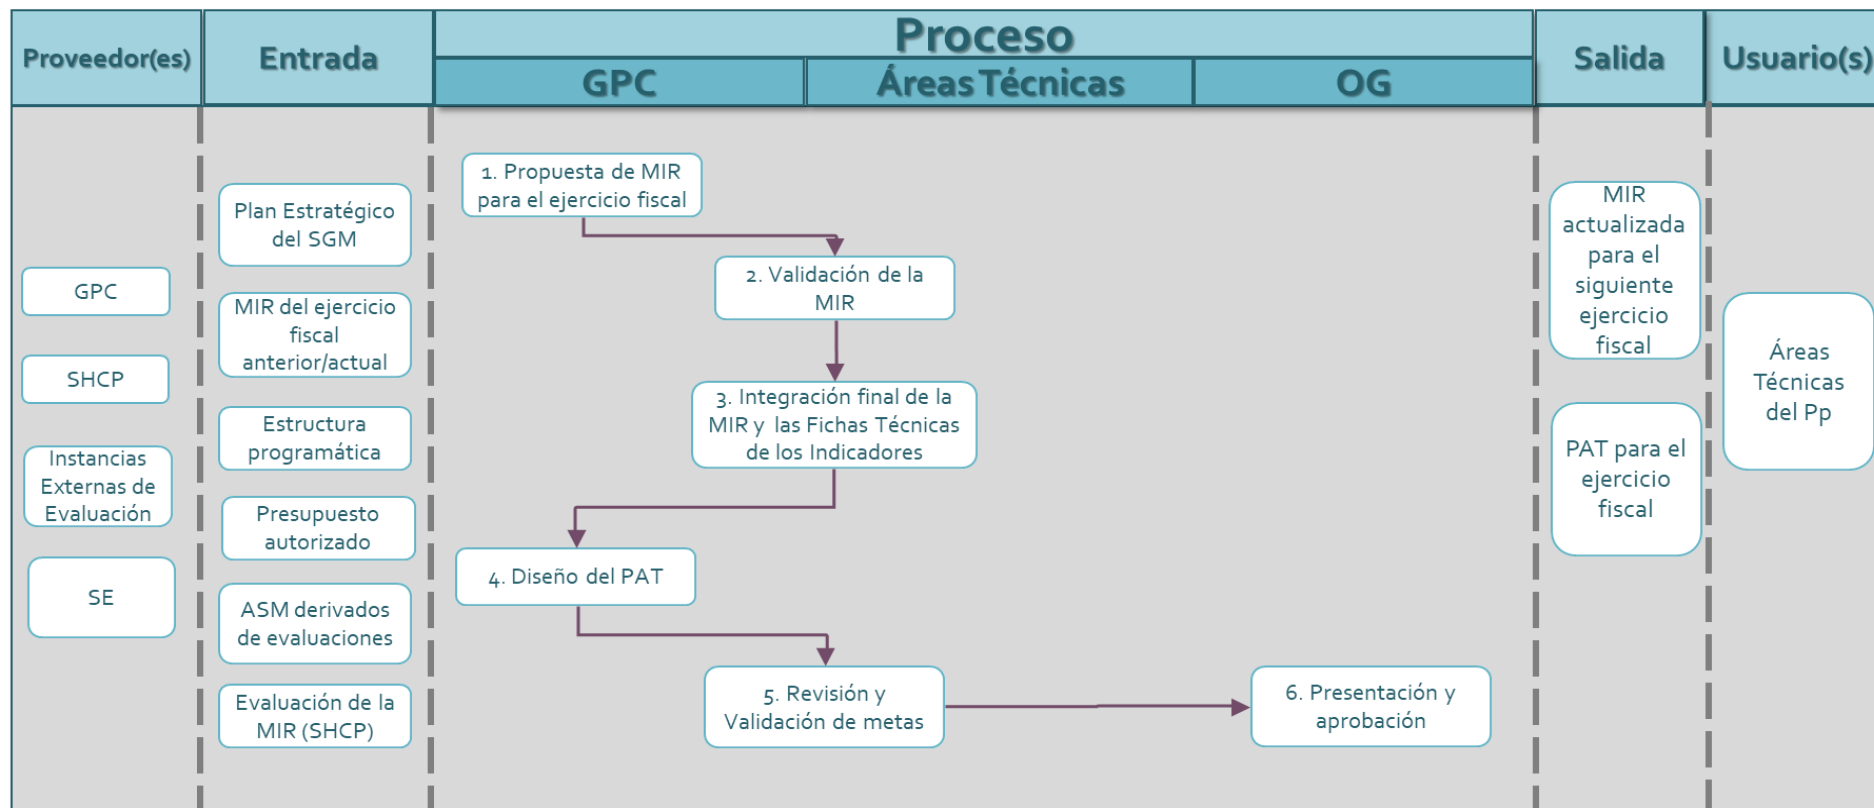 Proveedor(es)
Entrada
Proceso
GPC
Áreas Técnicas
OG
Salida
Usuario(s)
GPC
SHCP
Instancias
Externas de
Evaluación
SE
Plan Estratégico
del SGM
MIR del ejercicio
fiscal
anterior/actual
Estructura
programática
Presupuesto
autorizado
ASM derivados
de evaluaciones
Evaluación de la
MIR (SHCP)
1. Propuesta de MIR
para el ejercicio fiscal
2. Validación de la
MIR
3. Integración final de la
MIR y las Fichas Técnicas
de los Indicadores
4. Diseño del PAT
5. Revisión y
Validación de metas
6. Presentación y
aprobación
MIR
actualizada
para el
siguiente
ejercicio
fiscal
PAT para el
ejercicio
fiscal
Áreas
Técnicas
del Pp